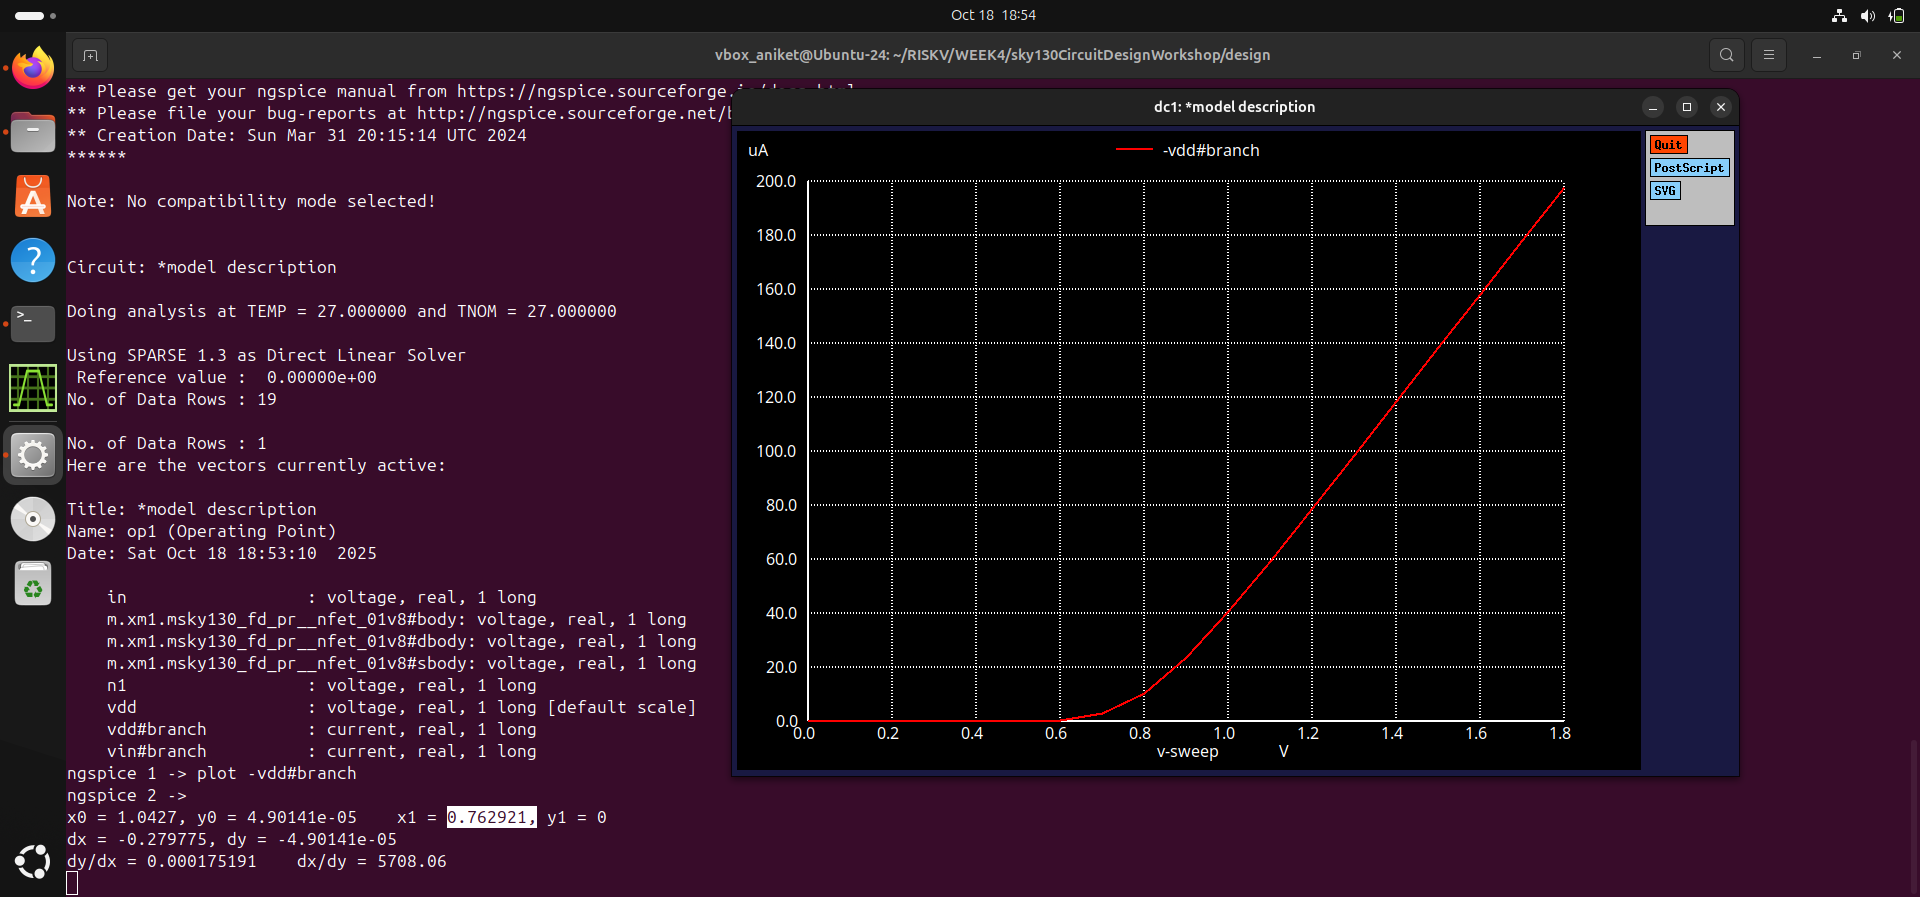 Oct 18 18:54
vbox_aniket@Ubuntu-24: ~/RISKV/WEEK4/sky130CircuitDesignWorkshop/design
** Please get your ngspice manual from https://ngspice.sourceforge.
** Please file your bug-reports at http://ngspice.sourceforge.net/
** Creation Date: Sun Mar 31 20:15:14 UTC 2024
******
Note: No compatibility mode selected!
Circuit: *model description
Doing analysis at TEMP = 27.000000 and TNOM = 27.000000
Using SPARSE 1.3 as Direct Linear Solver
Reference value : 0.00000e+00
No. of Data Rows : 19
No. of Data Rows : 1
Here are the vectors currently active:
Title: *model description
Name: op1 (Operating Point)
Date: Sat Oct 18 18:53:10 2025
in : voltage, real, 1 long
m.xm1.msky130_fd_pr__nfet_01v8#body: voltage, real, 1 long
m.xm1.msky130_fd_pr__nfet_01v8#dbody: voltage, real, 1 long
m.xm1.msky130_fd_pr__nfet_01v8#sbody: voltage, real, 1 long
n1 : voltage, real, 1 long
vdd : voltage, real, 1 long [default scale]
vdd#branch : current, real, 1 long
vin#branch : current, real, 1 long
ngspice 1 -> plot -vdd#branch
ngspice 2 ->
x0 = 1.0427, y0 = 4.90141e-05 x1 = 0.762921, y1 = 0
dx = -0.279775, dy = -4.90141e-05
dy/dx = 0.000175191 dx/dy = 5708.06
dc1: *model description
uA
-vdd#branch
200.0
180.0
160.0
140.0
120.0
100.0
80.0
60.0
40.0
20.0
0.0
0.0 0.2 0.4 0.6 0.8 1.0 1.2 1.4 1.6 1.8
v-sweep V
Quit
PostScript
SVG